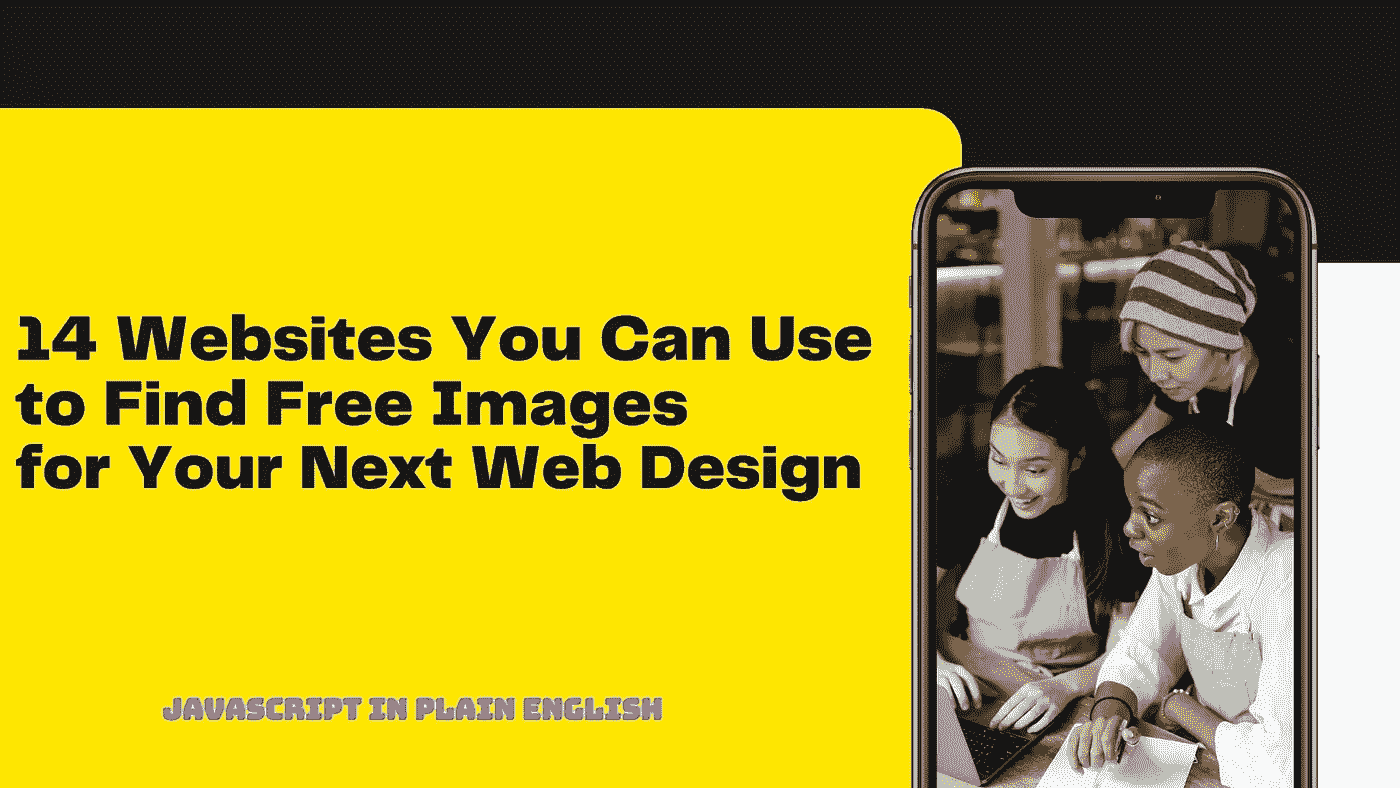 14 Websites You Can Use
to Find Free Images
for Your Next Web Design
JAVASCRIPT IN PLAIN ENGLISH